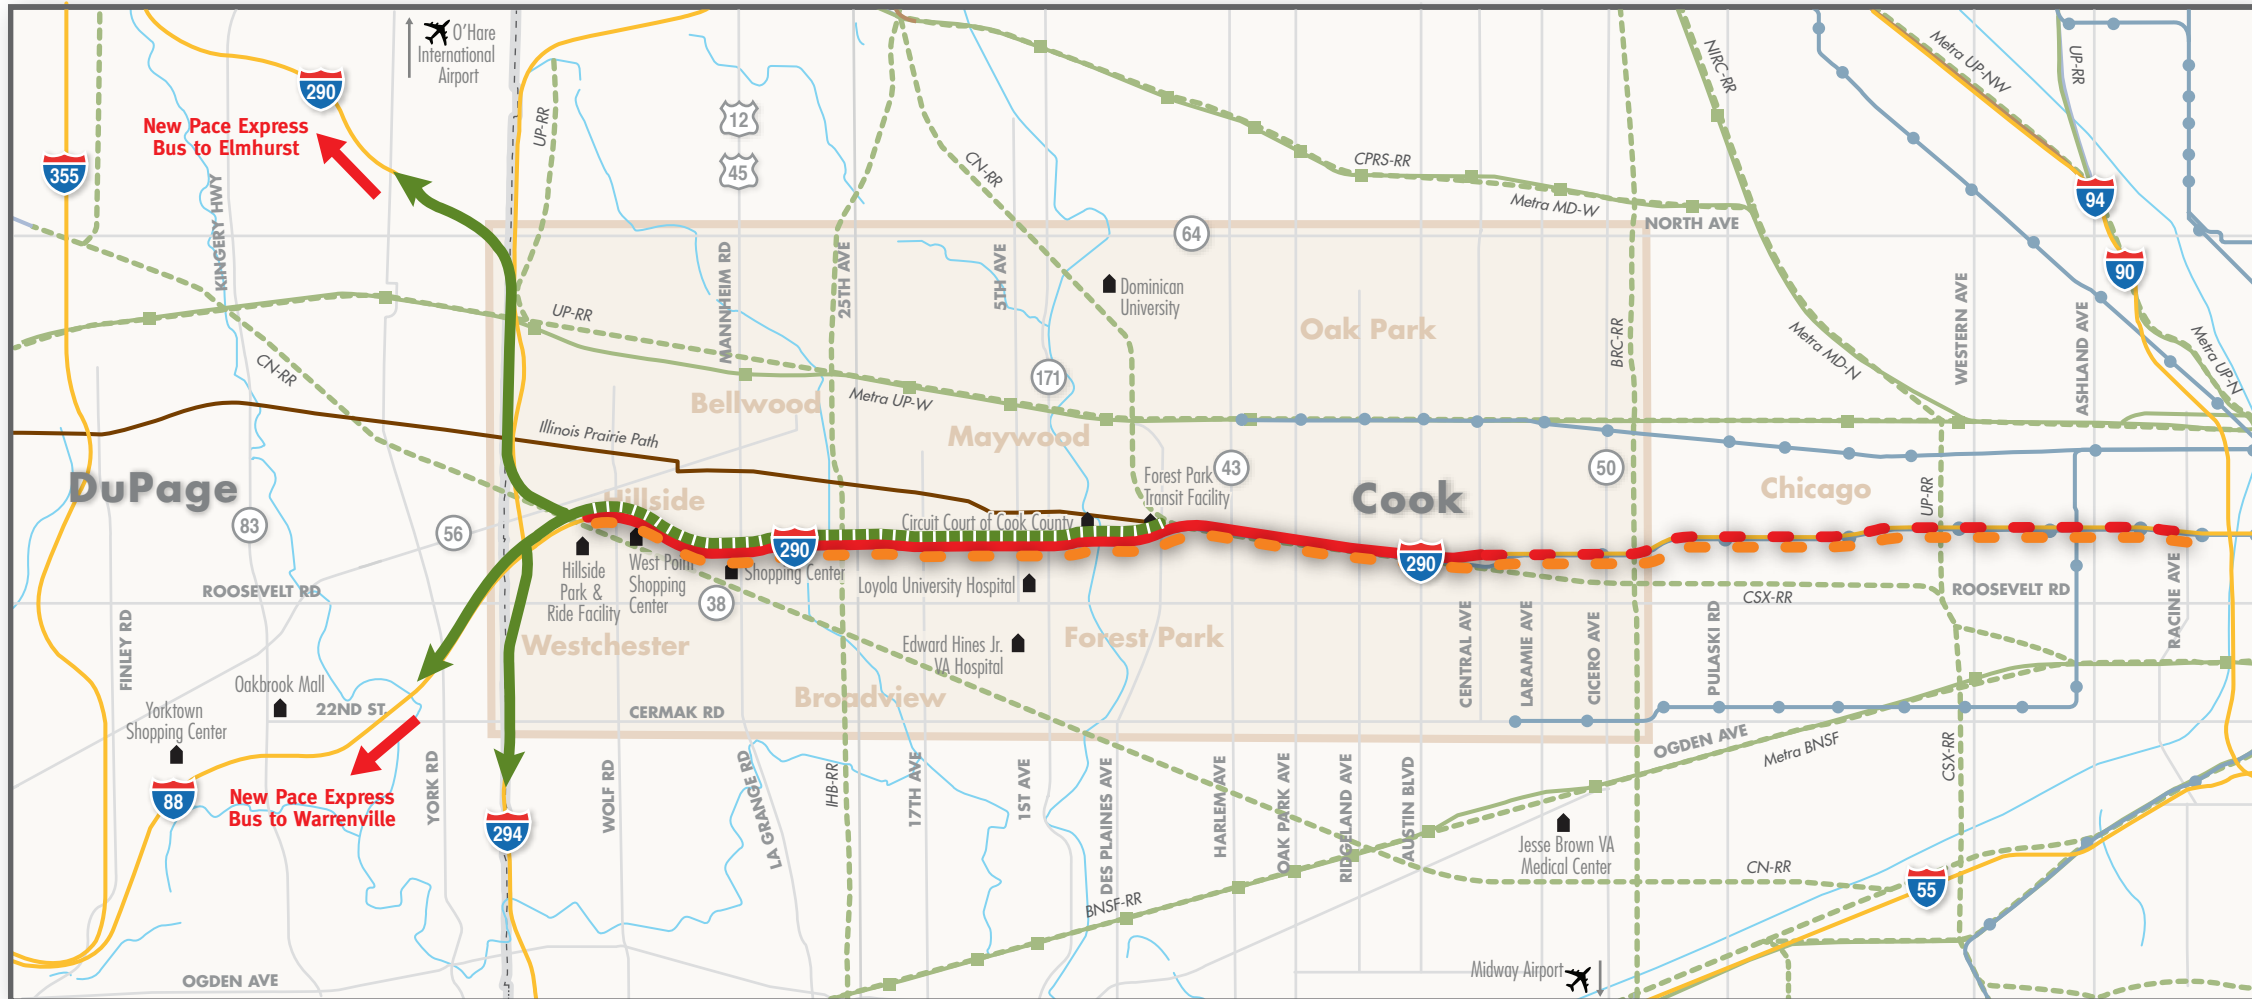 O'Hare
International
Airport
290
New Pace Express
Bus to Elmhurst
355
KINGERY HWY
UP-RR
12
45
CN-RR
CPRS-RR
Metra MD-W
NIRC-RR
Metra UP-NW
UP-RR
94
90
64
NORTH AVE
MANNHEIM RD
25TH AVE
5TH AVE
Dominican
University
Oak Park
BRC-RR
Metra MD-N
WESTERN AVE
ASHLAND AVE
Metra UP-N
UP-RR
CN-RR
171
Bellwood
Metra UP-W
Maywood
Illinois Prairie Path
DuPage
83
56
Hillside
Forest Park
Transit Facility
43
Cook
50
Chicago
UP-RR
Circuit Court of Cook County
290
290
Hillside
Park &
Ride Facility
West Point
Shopping
Center
Shopping Center
Loyola University Hospital
38
ROOSEVELT RD
CSX-RR
ROOSEVELT RD
RACINE AVE
FINLEY RD
Westchester
Edward Hines Jr.
VA Hospital
Forest Park
CENTRAL AVE
LARAMIE AVE
CICERO AVE
PULASKI RD
Oakbrook Mall
22ND ST.
Yorktown
Shopping Center
Broadview
CERMAK RD
OGDEN AVE
Metra BNSF
CSX-RR
88
New Pace Express
Bus to Warrenville
YORK RD
294
WOLF RD
LA GRANGE RD
IHB-RR
17TH AVE
1ST AVE
DES PLAINES AVE
HARLEM AVE
OAK PARK AVE
RIDGELAND AVE
AUSTIN BLVD
Jesse Brown VA
Medical Center
CN-RR
55
BNSF-RR
Midway Airport
OGDEN AVE